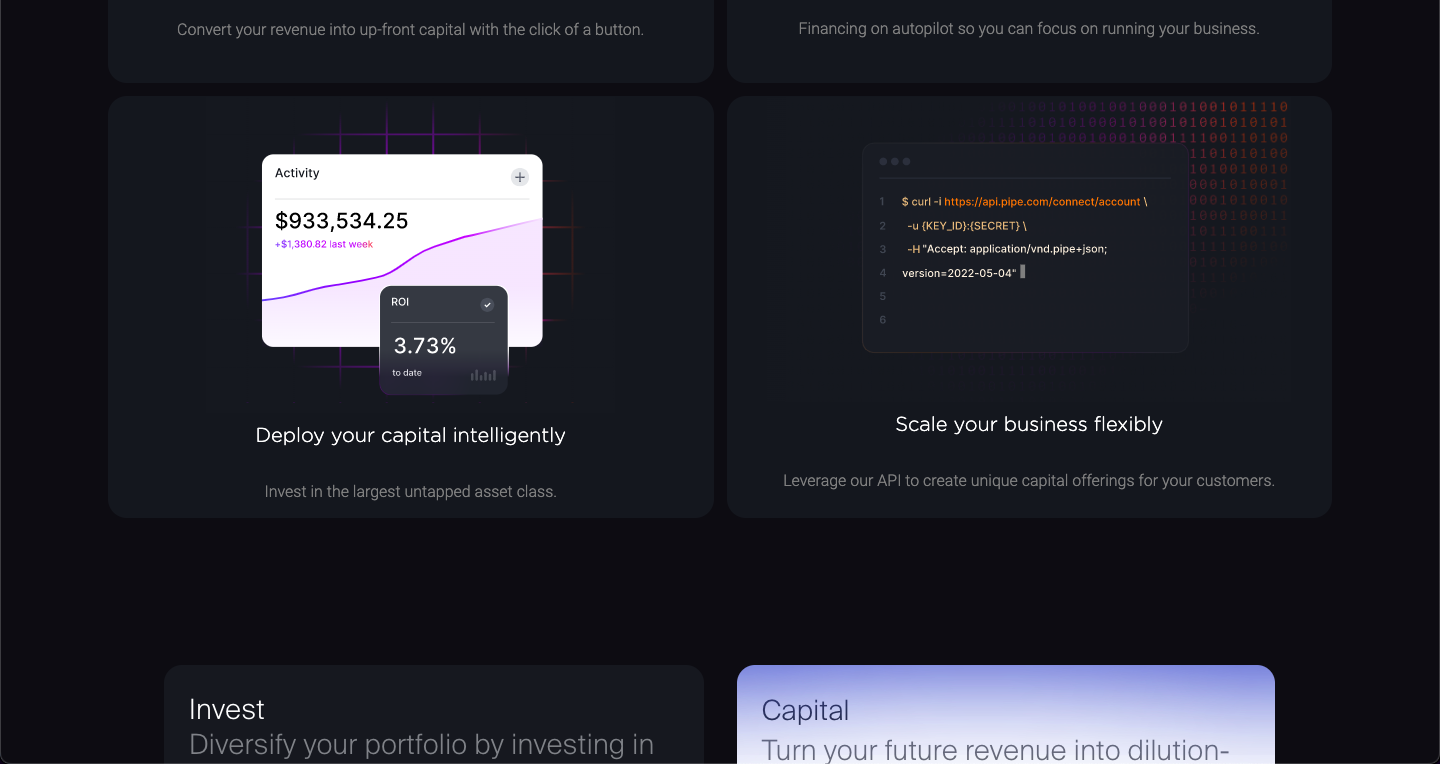 Convert your revenue into up-front capital with the click of a button.
Financing on autopilot so you can focus on running your business.
Activity
$933,534.25
+$1,380.82 last week
ROI
3.73%
to date
Deploy your capital intelligently
Invest in the largest untapped asset class.
1 $ curl -i https://api.pipe.com/connect/account \
2 -u {KEY_ID}:{SECRET} \
3 -H "Accept: application/vnd.pipe+json;
4 version=2022-05-04"
5
6
Scale your business flexibly
Leverage our API to create unique capital offerings for your customers.
Invest
Diversify your portfolio by investing in
Capital
Turn your future revenue into dilution-